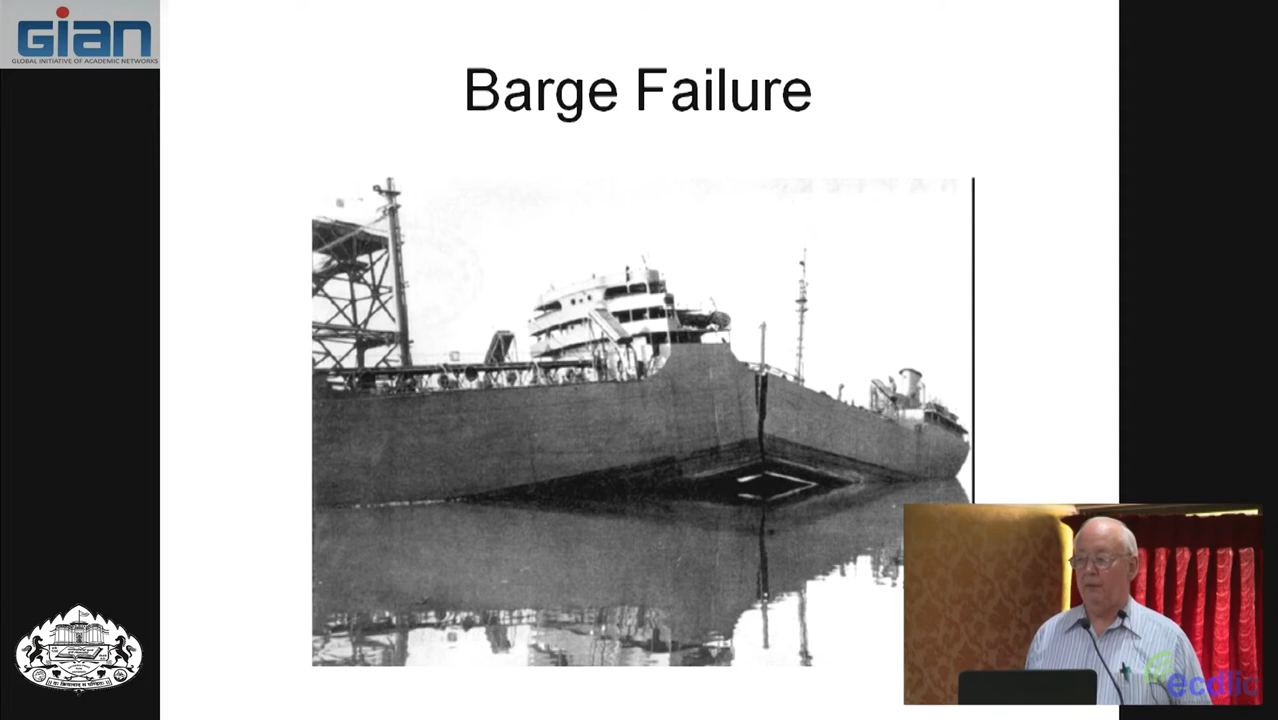 GIAN
GLOBAL INITIATIVE OF ACADEMIC NETWORKS
Barge Failure
ecdlic